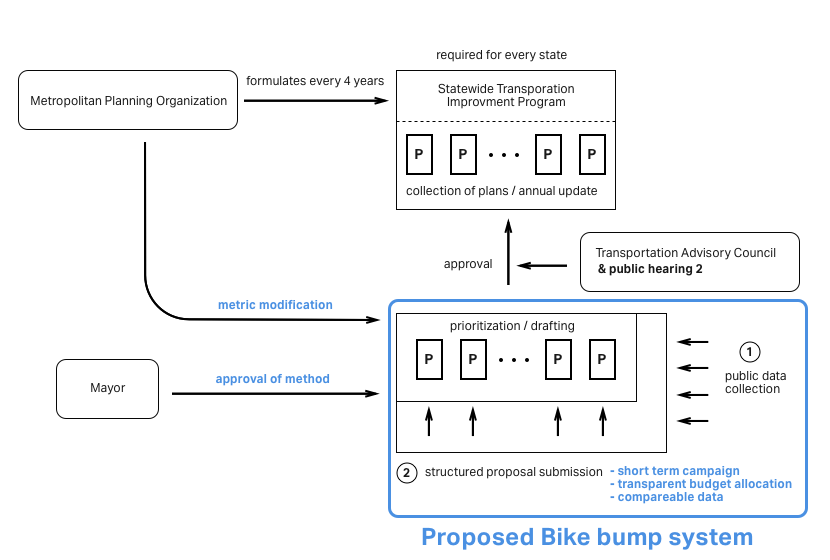 required for every state
formulates every 4 years
Metropolitan Planning Organization
Statewide Transporation
Improvment Program
P P • • • P P
collection of plans / annual update
approval
Transportation Advisory Council
& public hearing 2
metric modification
prioritization / drafting
P P • • • P P
1
public data
collection
Mayor
approval of method
2 structured proposal submission
- short term campaign
- transparent budget allocation
- compareable data
Proposed Bike bump system